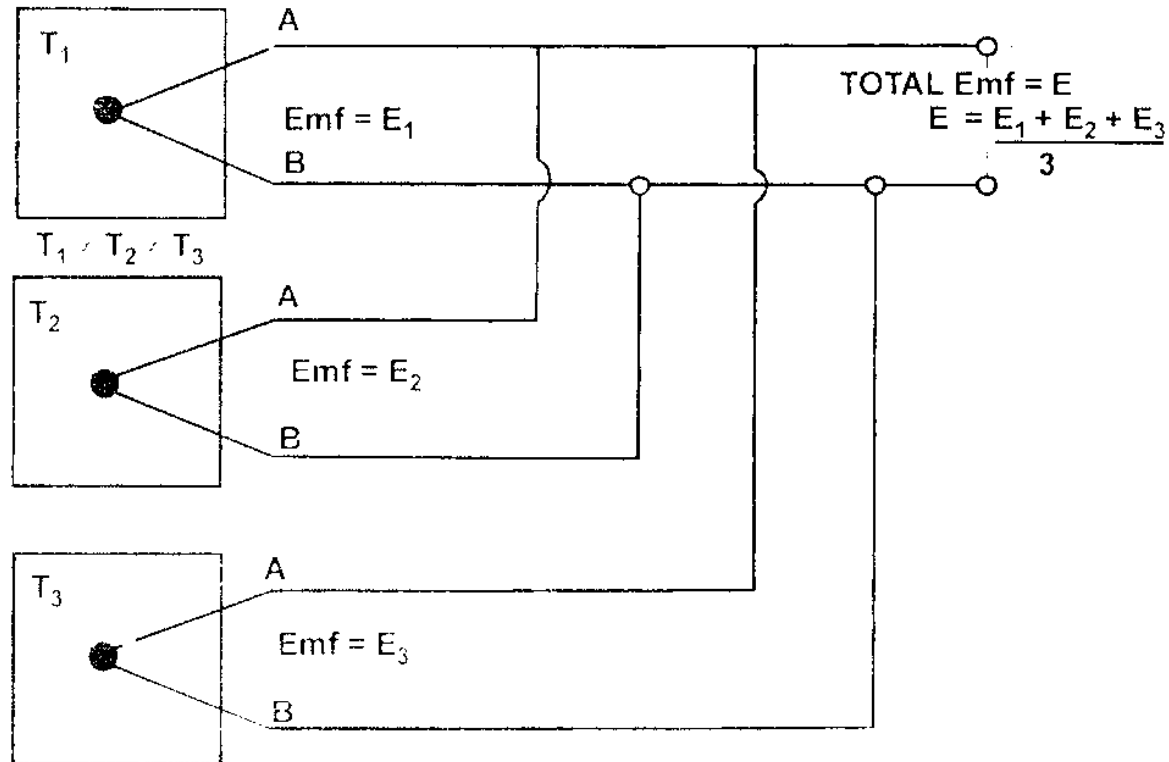 T₁
A
Emf = E₁
B
TOTAL Emf = E
E = E₁ + E₂ + E₃
3
T₁ T₂ T₃
T₂
A
Emf = E₂
B
T₃
A
Emf = E₃
B